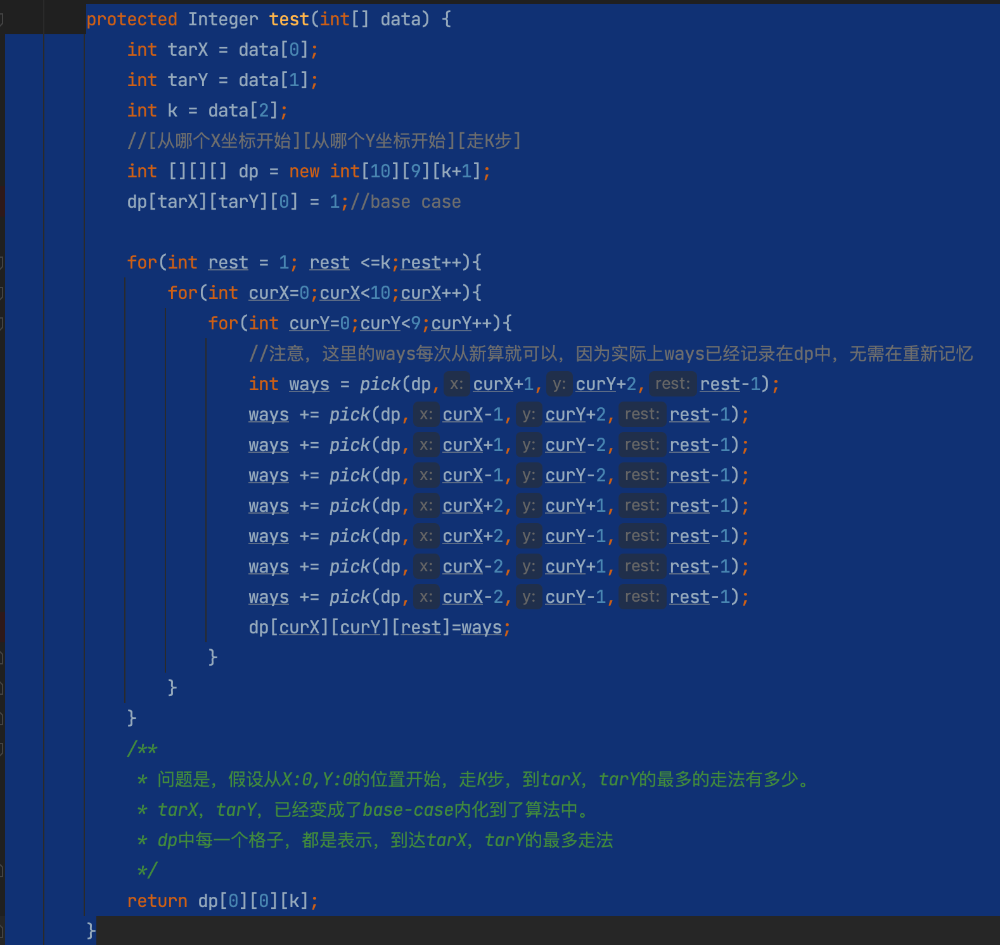 protected Integer test(int[] data) {
int tarX = data[0];
int tarY = data[1];
int k = data[2];
//[从哪个X坐标开始][从哪个Y坐标开始][走K步]
int [][][] dp = new int[10][9][k+1];
dp[tarX][tarY][0] = 1;//base case
for(int rest = 1; rest <=k;rest++){
for(int curX=0;curX<10;curX++){
for(int curY=0;curY<9;curY++){
//注意，这里的ways每次从新算就可以，因为实际上ways已经记录在dp中，无需在重新记忆
int ways = pick(dp, x: curX+1, y: curY+2, rest: rest-1);
ways += pick(dp, x: curX-1, y: curY+2, rest: rest-1);
ways += pick(dp, x: curX+1, y: curY-2, rest: rest-1);
ways += pick(dp, x: curX-1, y: curY-2, rest: rest-1);
ways += pick(dp, x: curX+2, y: curY+1, rest: rest-1);
ways += pick(dp, x: curX+2, y: curY-1, rest: rest-1);
ways += pick(dp, x: curX-2, y: curY+1, rest: rest-1);
ways += pick(dp, x: curX-2, y: curY-1, rest: rest-1);
dp[curX][curY][rest]=ways;
}
}
}
/**
* 问题是，假设从X:0,Y:0的位置开始，走K步，到tarX，tarY的最多的走法有多少。
* tarX，tarY，已经变成了base-case内化到了算法中。
* dp中每一个格子，都是表示，到达tarX，tarY的最多走法
*/
return dp[0][0][k];
}